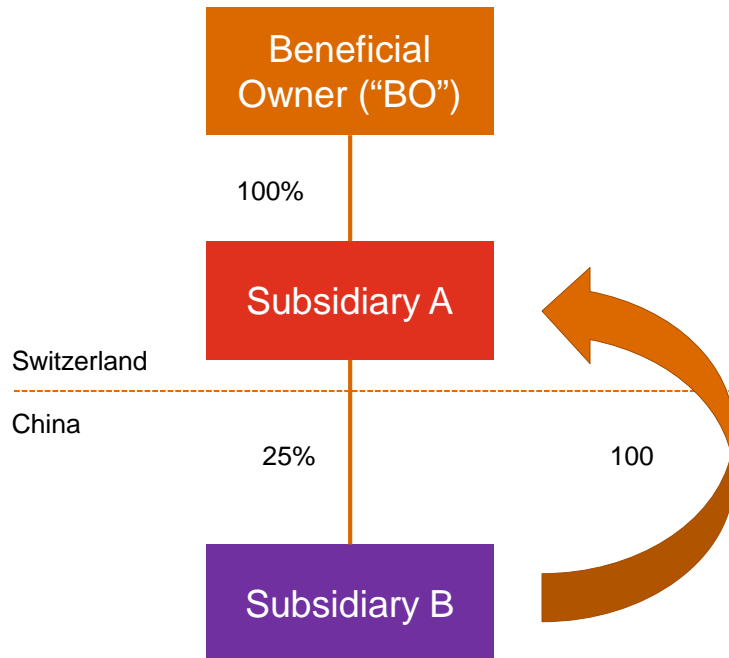 Beneficial
Owner (“BO”)
100%
Subsidiary A
Switzerland
China
25%
100
Subsidiary B